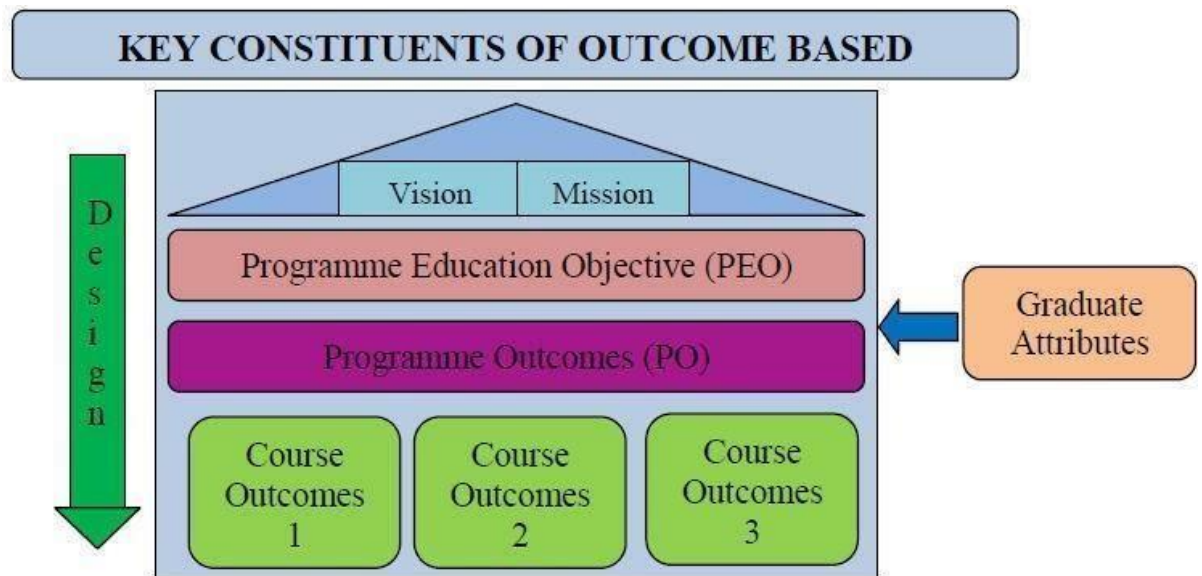 KEY CONSTITUENTS OF OUTCOME BASED
Design
Vision
Mission
Programme Education Objective (PEO)
Programme Outcomes (PO)
Graduate
Attributes
Course
Outcomes
1
Course
Outcomes
2
Course
Outcomes
3